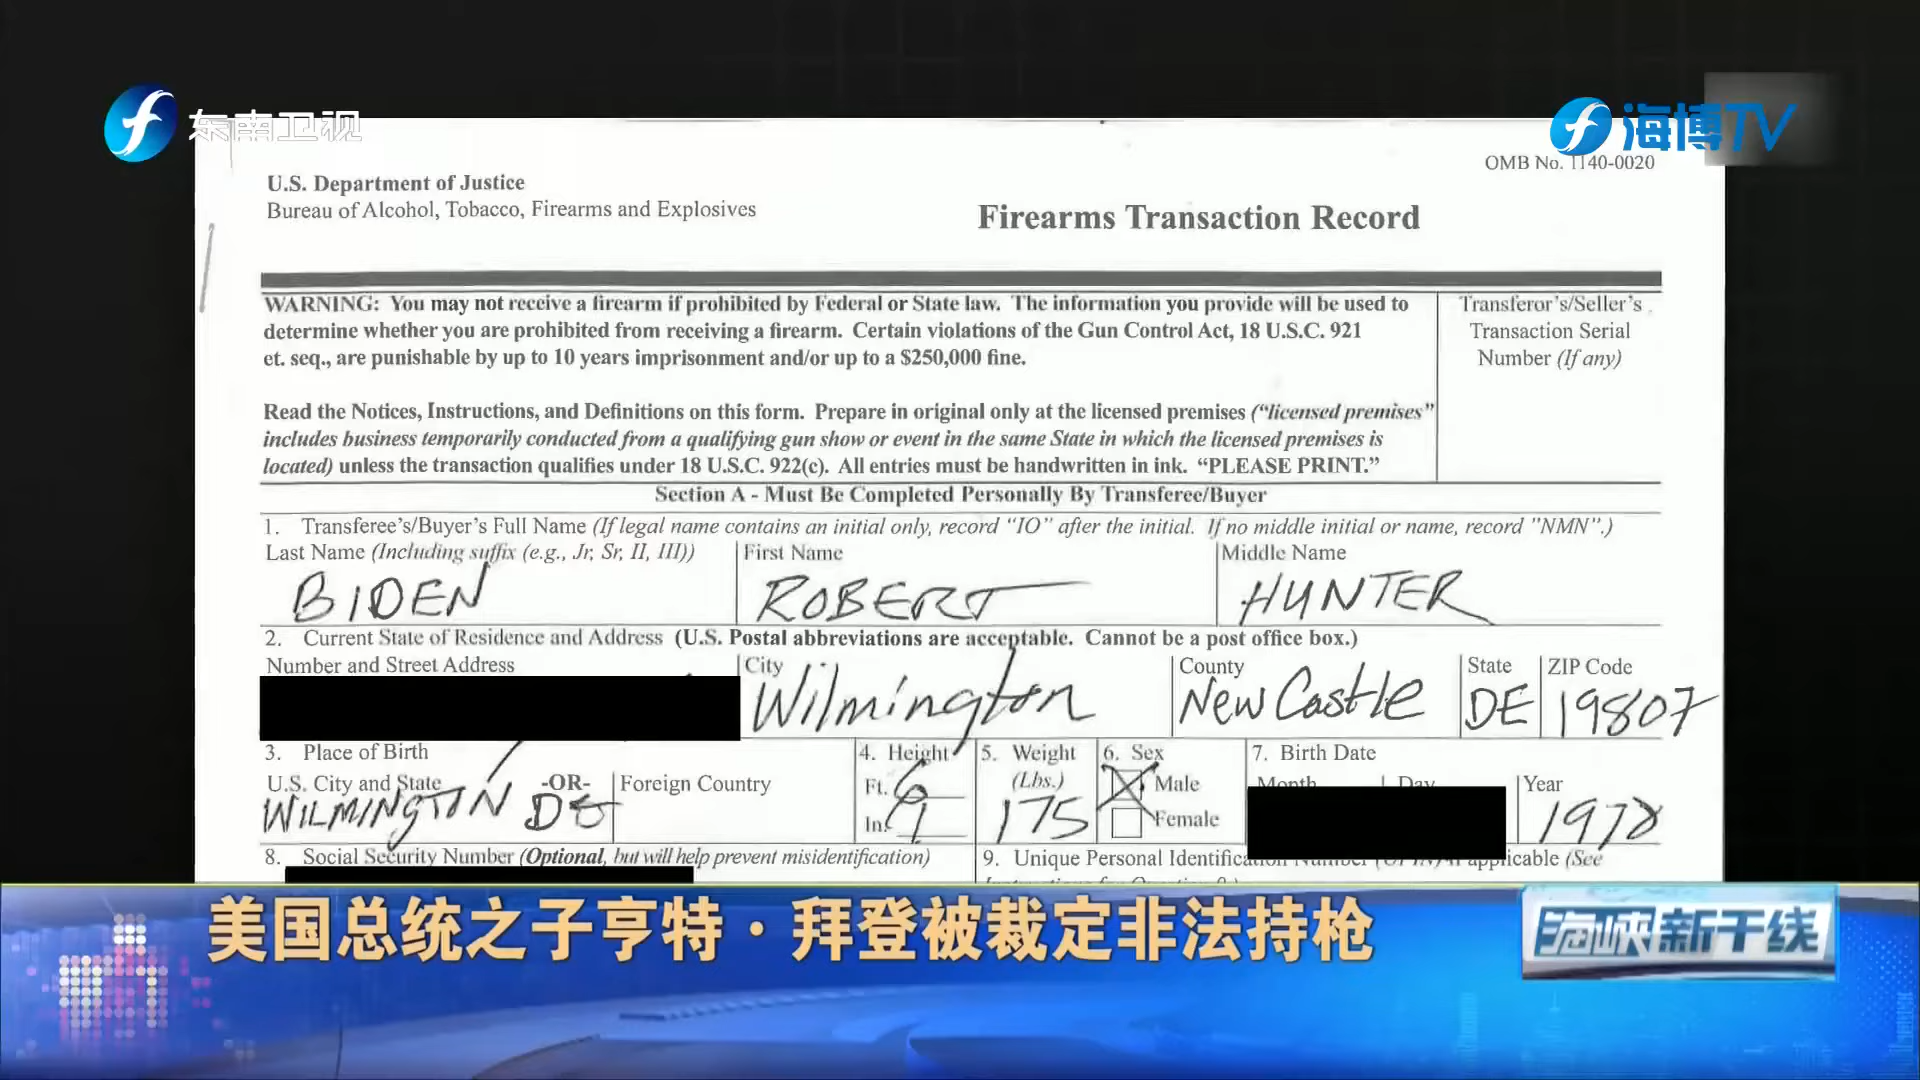 东南卫视
海博TV
OMB No. 1140-0020
U.S. Department of Justice
Bureau of Alcohol, Tobacco, Firearms and Explosives
Firearms Transaction Record
WARNING: You may not receive a firearm if prohibited by Federal or State law. The information you provide will be used to
determine whether you are prohibited from receiving a firearm. Certain violations of the Gun Control Act, 18 U.S.C. 921
et. seq., are punishable by up to 10 years imprisonment and/or up to a $250,000 fine.
Transferor's/Seller's
Transaction Serial
Number (If any)
Read the Notices, Instructions, and Definitions on this form. Prepare in original only at the licensed premises ("licensed premises"
includes business temporarily conducted from a qualifying gun show or event in the same State in which the licensed premises is
located) unless the transaction qualifies under 18 U.S.C. 922(c). All entries must be handwritten in ink. "PLEASE PRINT."
Section A - Must Be Completed Personally By Transferee/Buyer
1. Transferee's/Buyer's Full Name (If legal name contains an initial only, record "IO" after the initial. If no middle initial or name, record "NMN".)
Last Name (Including suffix (e.g., Jr, Sr, II, III)) First Name Middle Name
BIDEN ROBERT HUNTER
2. Current State of Residence and Address (U.S. Postal abbreviations are acceptable. Cannot be a post office box.)
Number and Street Address City County State ZIP Code
Wilmington New Castle DE 19807
3. Place of Birth 4. Height 5. Weight 6. Sex 7. Birth Date
U.S. City and State -OR- Foreign Country Ft. 6 (Lbs.) Male Month Day Year
WILMINGTON DE In. 175 Female 1970
8. Social Security Number (Optional, but will help prevent misidentification) 9. Unique Personal Identification Number (UPIN) if applicable (See
美国总统之子亨特·拜登被裁定非法持枪
海峡新干线